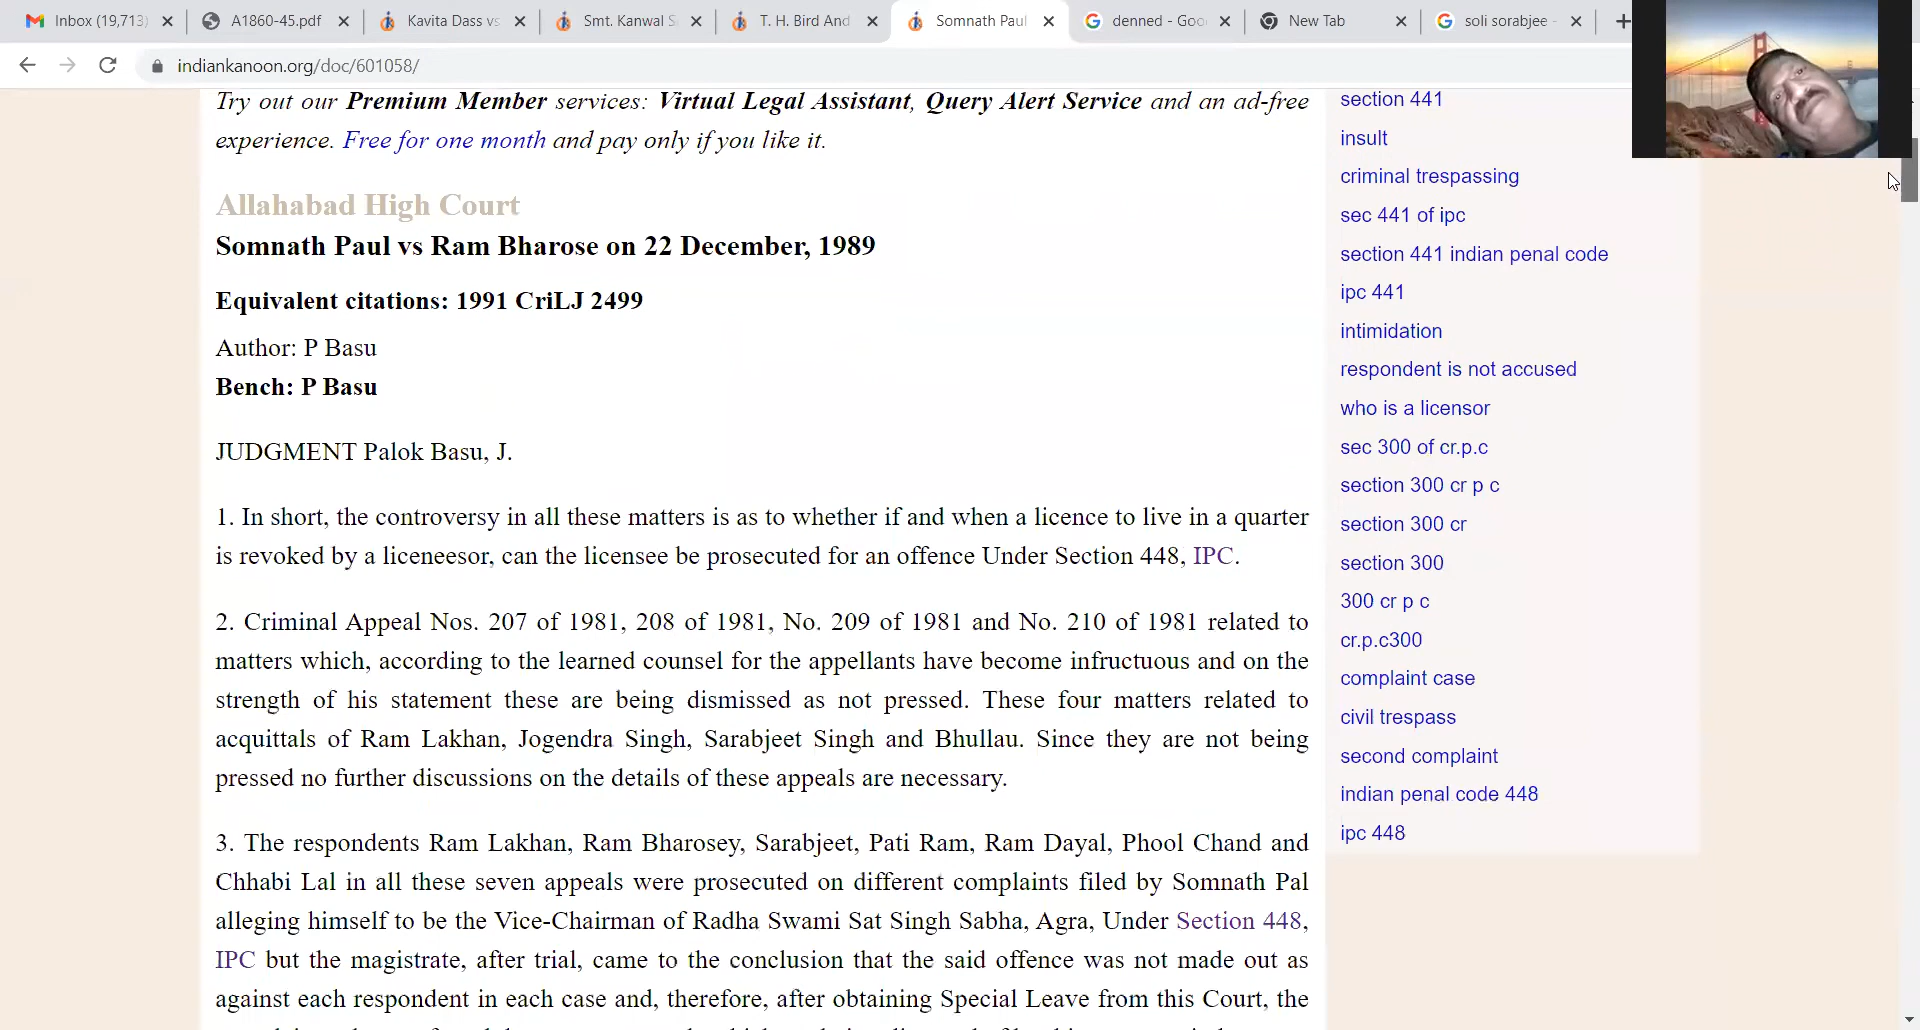 Inbox (19,713)
A1860-45.pdf
Kavita Dass vs
Smt. Kanwal S
T. H. Bird And
Somnath Paul
denned - Goo
New Tab
soli sorabjee -
indiankanoon.org/doc/601058/
Try out our Premium Member services: Virtual Legal Assistant, Query Alert Service and an ad-free
experience. Free for one month and pay only if you like it.
Allahabad High Court
Somnath Paul vs Ram Bharose on 22 December, 1989
Equivalent citations: 1991 CriLJ 2499
Author: P Basu
Bench: P Basu
JUDGMENT Palok Basu, J.
1. In short, the controversy in all these matters is as to whether if and when a licence to live in a quarter
is revoked by a liceneesor, can the licensee be prosecuted for an offence Under Section 448, IPC.
2. Criminal Appeal Nos. 207 of 1981, 208 of 1981, No. 209 of 1981 and No. 210 of 1981 related to
matters which, according to the learned counsel for the appellants have become infructuous and on the
strength of his statement these are being dismissed as not pressed. These four matters related to
acquittals of Ram Lakhan, Jogendra Singh, Sarabjeet Singh and Bhullau. Since they are not being
pressed no further discussions on the details of these appeals are necessary.
3. The respondents Ram Lakhan, Ram Bharosey, Sarabjeet, Pati Ram, Ram Dayal, Phool Chand and
Chhabi Lal in all these seven appeals were prosecuted on different complaints filed by Somnath Pal
alleging himself to be the Vice-Chairman of Radha Swami Sat Singh Sabha, Agra, Under Section 448,
IPC but the magistrate, after trial, came to the conclusion that the said offence was not made out as
against each respondent in each case and, therefore, after obtaining Special Leave from this Court, the
section 441
insult
criminal trespassing
sec 441 of ipc
section 441 indian penal code
ipc 441
intimidation
respondent is not accused
who is a licensor
sec 300 of cr.p.c
section 300 cr p c
section 300 cr
section 300
300 cr p c
cr.p.c300
complaint case
civil trespass
second complaint
indian penal code 448
ipc 448